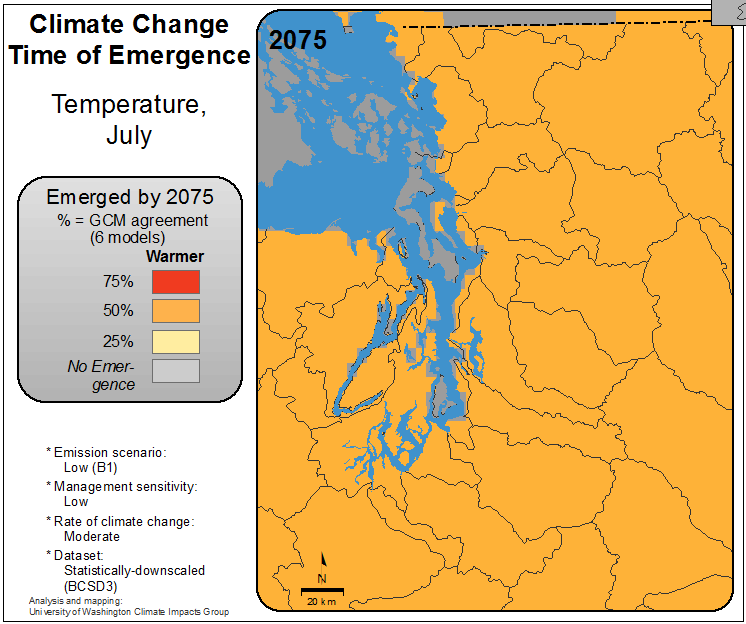 Climate Change
Time of Emergence
Temperature,
July
Emerged by 2075
% = GCM agreement
(6 models)
Warmer
75%
50%
25%
No Emer-
gence
* Emission scenario:
Low (B1)
* Management sensitivity:
Low
* Rate of climate change:
Moderate
* Dataset:
Statistically-downscaled
(BCSD3)
Analysis and mapping:
University of Washington Climate Impacts Group
2075
N
20 km